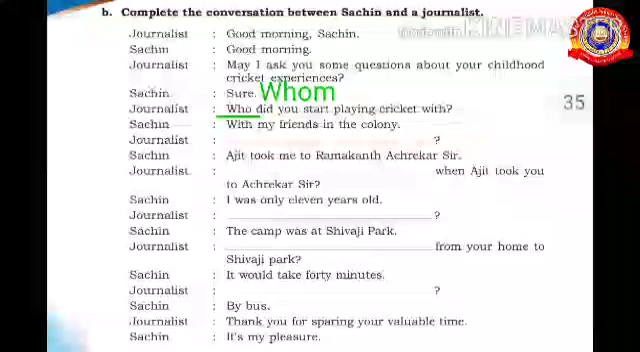 b. Complete the conversation between Sachin and a journalist.
Journalist : Good morning, Sachin.
Sachin : Good morning.
Journalist : May I ask you some questions about your childhood
cricket experiences?
Sachin : Sure. Whom
Journalist : Who did you start playing cricket with?
Sachin : With my friends in the colony.
Journalist : ?
Sachin : Ajit took me to Ramakanth Achrekar Sir.
Journalist : when Ajit took you
to Achrekar Sir?
Sachin : I was only eleven years old.
Journalist : ?
Sachin : The camp was at Shivaji Park.
Journalist : from your home to
Shivaji park?
Sachin : It would take forty minutes.
Journalist : ?
Sachin : By bus.
Journalist : Thank you for sparing your valuable time.
Sachin : It's my pleasure.
35
Made with KINEMASTER